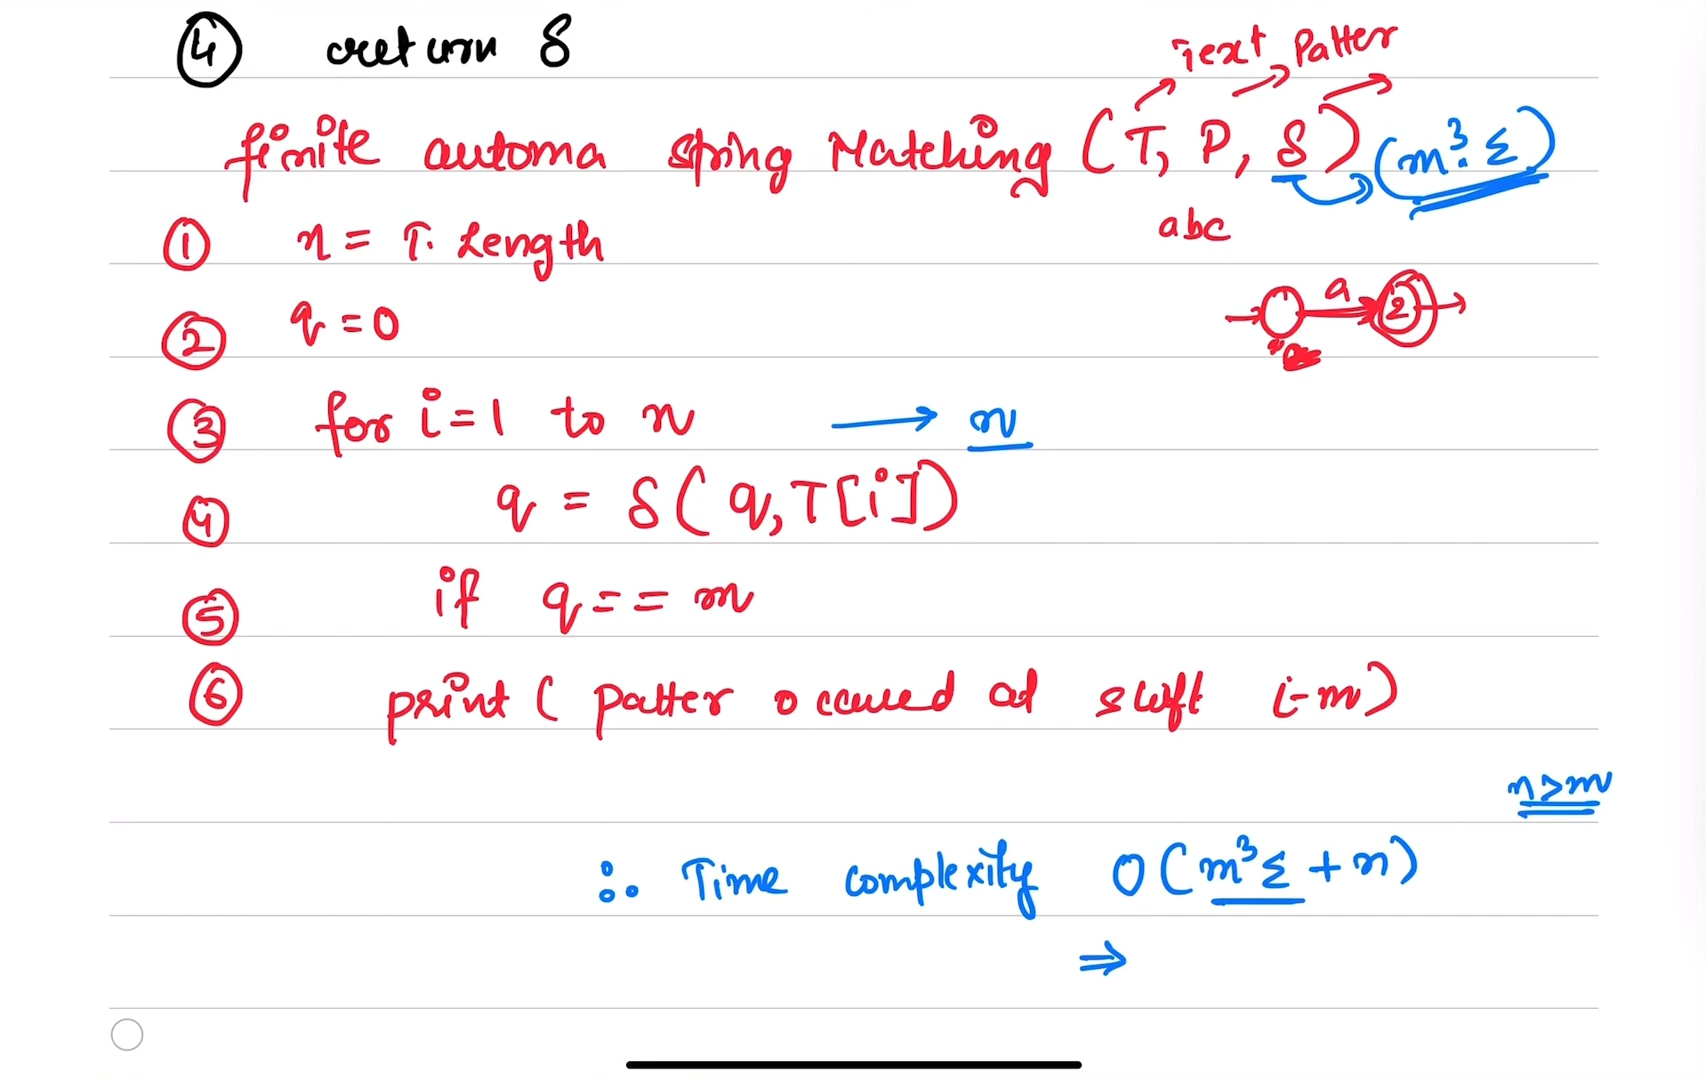 ④ return δ
Text Patter
finite automa string Matching (T, P, δ) (m³·Σ)
① n = T. Length
abc
② q = 0
a 2
③ for i = 1 to n → n
④ q = δ( q, T[i])
⑤ if q == m
⑥ print ( Patter occured at shift i-m)
n > m
∴ Time complexity O(m³Σ + n)
⇒